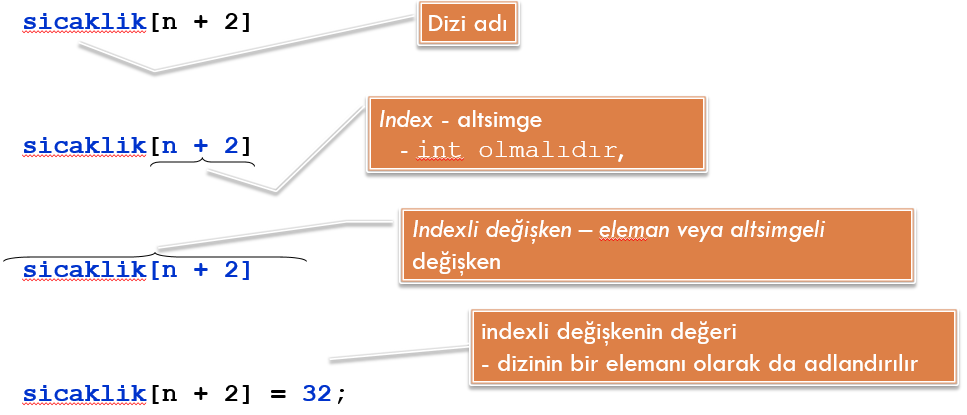 sicaklik[n + 2]
Dizi adı
sicaklik[n + 2]
Index - altsimge
- int olmalıdır,
Indexli değişken – eleman veya altsimgeli
değişken
sicaklik[n + 2]
indexli değişkenin değeri
- dizinin bir elemanı olarak da adlandırılır
sicaklik[n + 2] = 32;